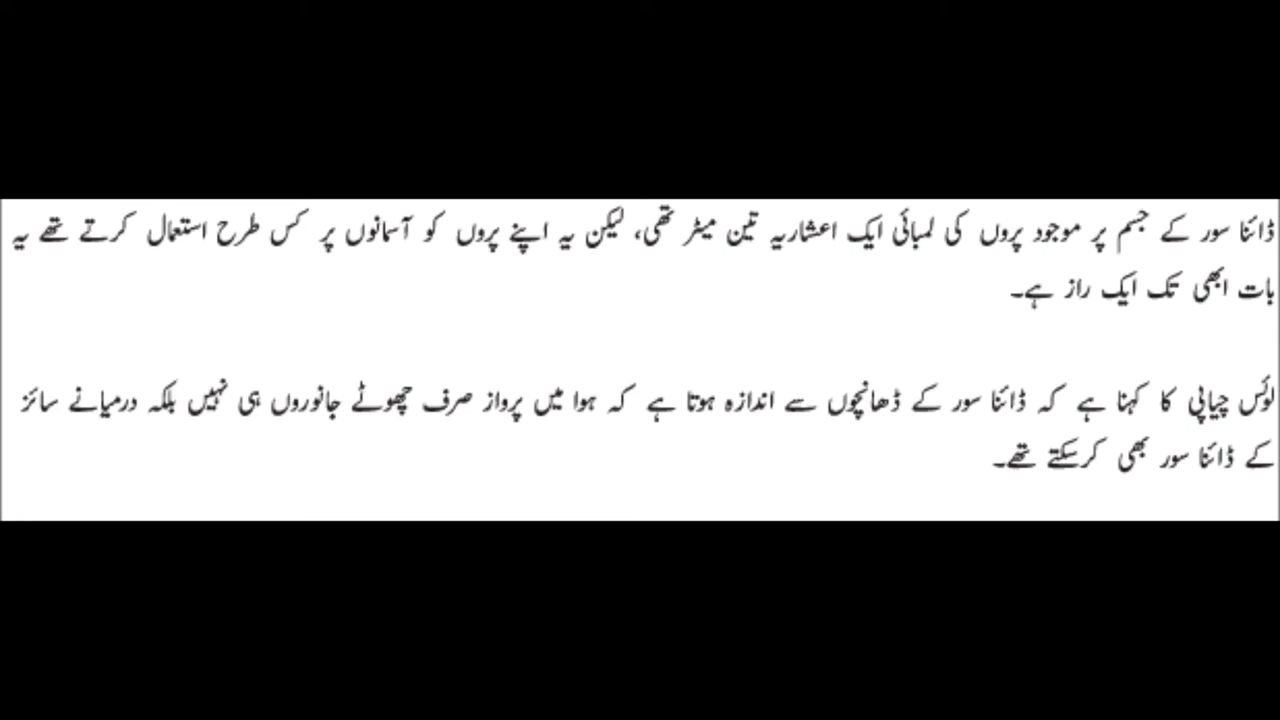 ڈائنا سور کے جسم پر موجود پروں کی لمبائی ایک اعشاریہ تین میٹر تھی، لیکن یہ اپنے پروں کو آسمانوں پر کس طرح استعمال کرتے تھے یہ
بات ابھی تک ایک راز ہے۔
لوئس چیاپی کا کہنا ہے کہ ڈائنا سور کے ڈھانچوں سے اندازہ ہوتا ہے کہ ہوا میں پرواز صرف چھوٹے جانوروں ہی نہیں بلکہ درمیانے سائز
کے ڈائنا سور بھی کرسکتے تھے۔